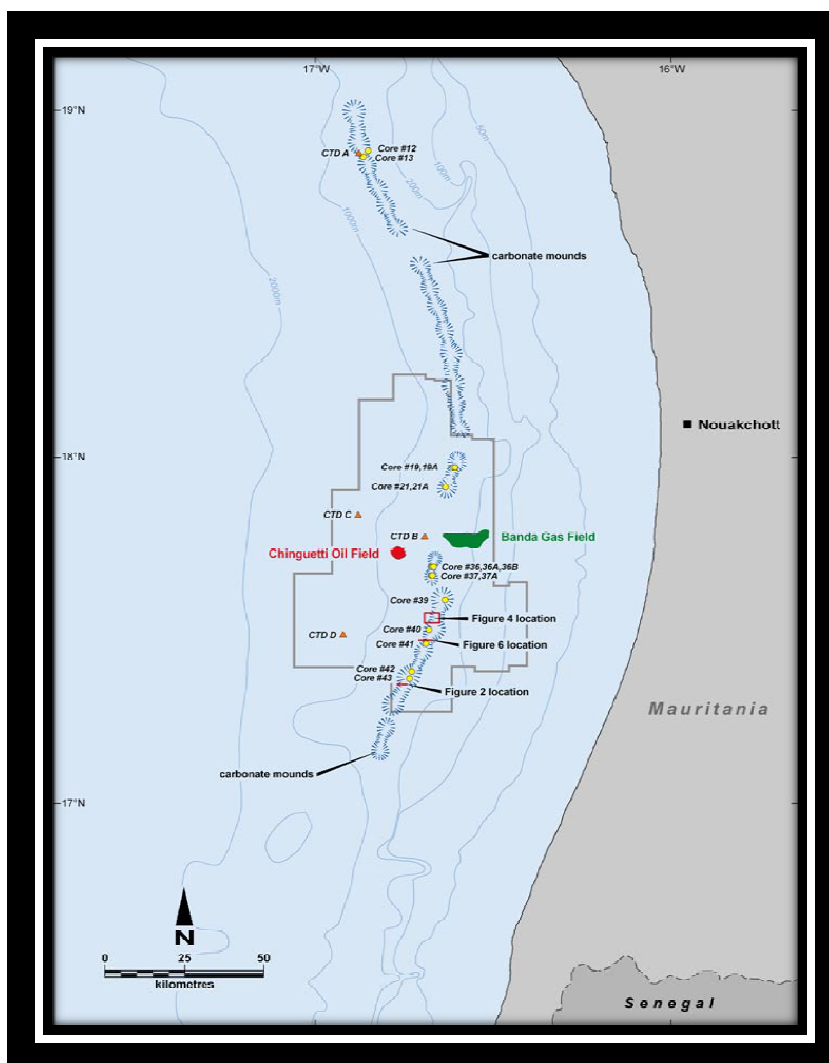 17°W
16°W
19°N
50m
Core #12
CTD A
Core #13
100m
200m
1000m
carbonate mounds
2000m
Nouakchott
18°N
Core #19,19A
Core #21,21A
CTD C
CTD B
Banda Gas Field
Chinguetti Oil Field
Core #36,36A,36B
Core #37,37A
Core #39
Figure 4 location
Core #40
CTD D
Core #41
Figure 6 location
Core #42
Core #43
Figure 2 location
Mauritania
carbonate mounds
17°N
N
0 25 50
kilometres
Senegal